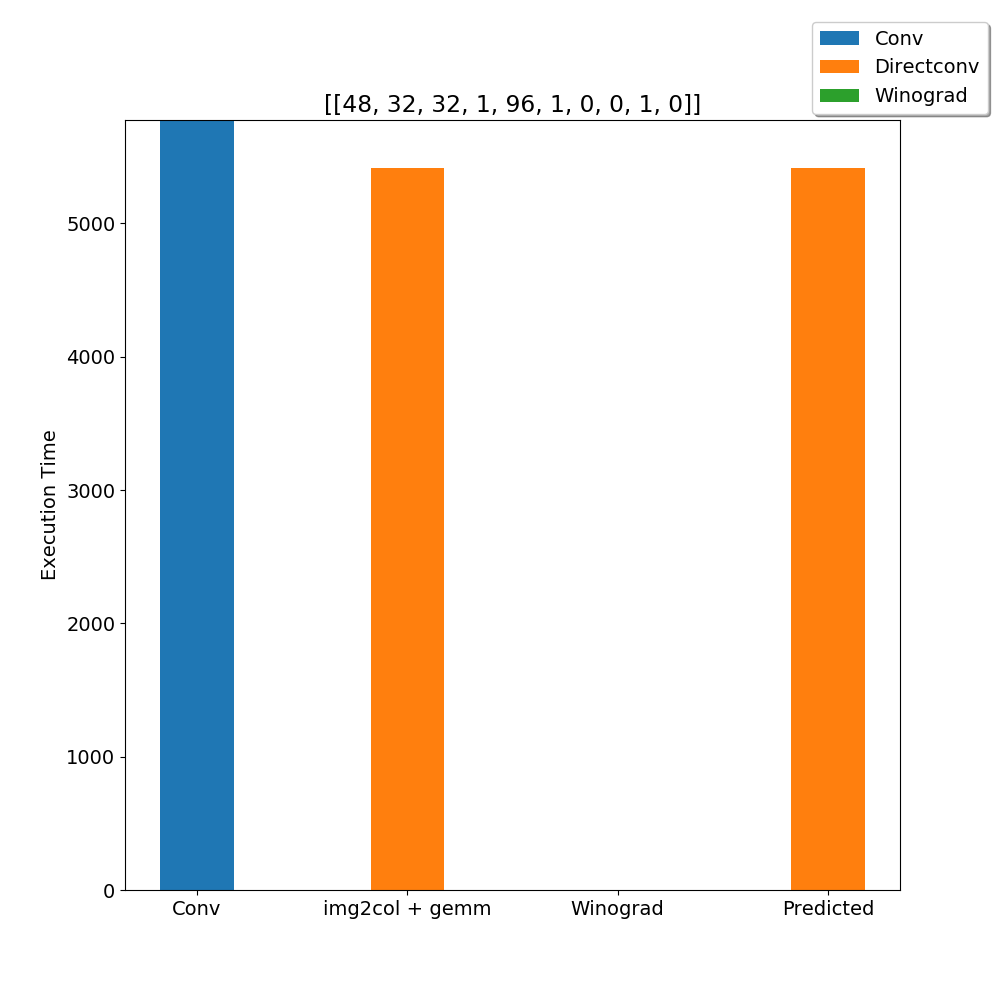 Conv
Directconv
Winograd
[[48, 32, 32, 1, 96, 1, 0, 0, 1, 0]]
5000
4000
3000
2000
1000
0
Execution Time
Conv img2col + gemm Winograd Predicted